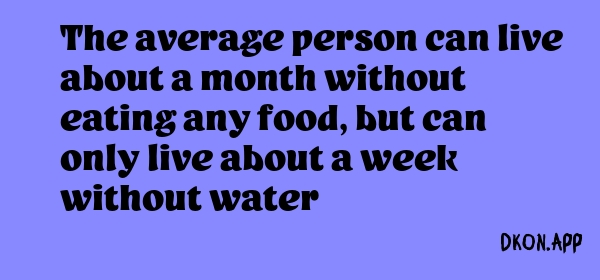 The average person can live
about a month without
eating any food, but can
only live about a week
without water
DKON.APP